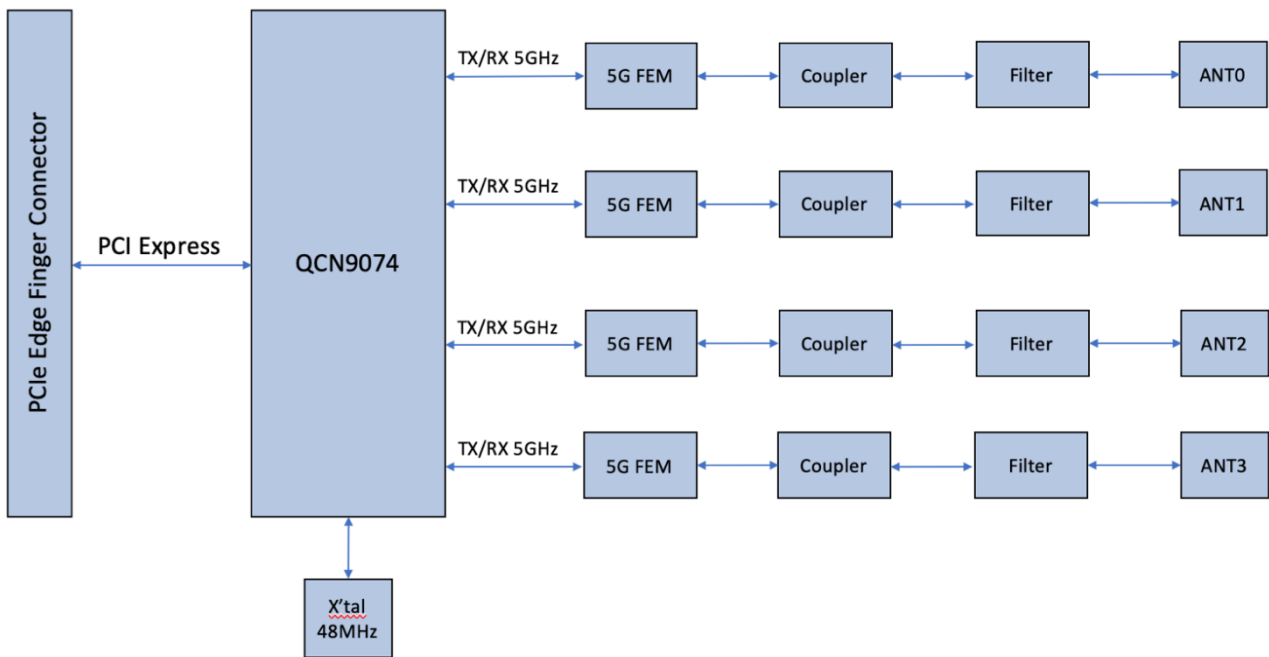 PCIe Edge Finger Connector
PCI Express
QCN9074
TX/RX 5GHz
5G FEM
Coupler
Filter
ANT0
TX/RX 5GHz
5G FEM
Coupler
Filter
ANT1
TX/RX 5GHz
5G FEM
Coupler
Filter
ANT2
TX/RX 5GHz
5G FEM
Coupler
Filter
ANT3
X'tal
48MHz